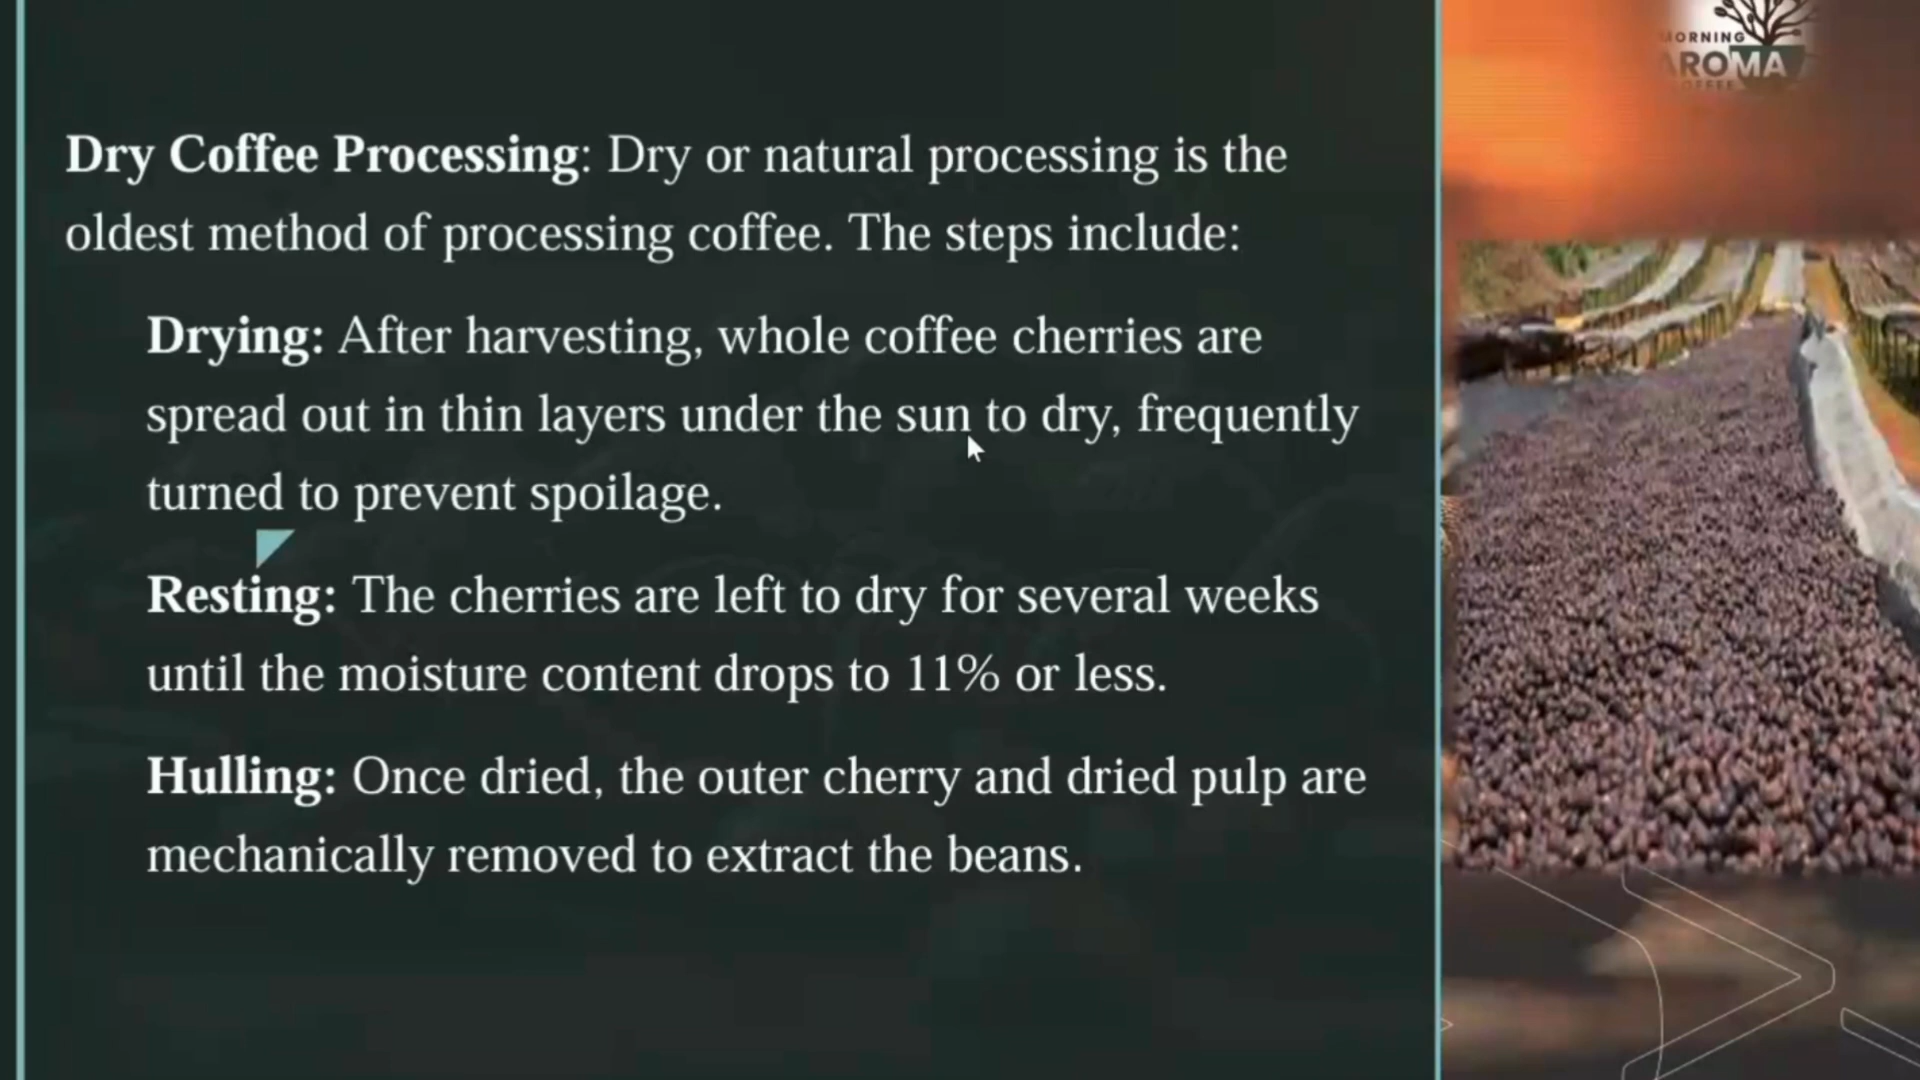 MORNING
AROMA
COFFEE
Dry Coffee Processing: Dry or natural processing is the
oldest method of processing coffee. The steps include:
Drying: After harvesting, whole coffee cherries are
spread out in thin layers under the sun to dry, frequently
turned to prevent spoilage.
Resting: The cherries are left to dry for several weeks
until the moisture content drops to 11% or less.
Hulling: Once dried, the outer cherry and dried pulp are
mechanically removed to extract the beans.